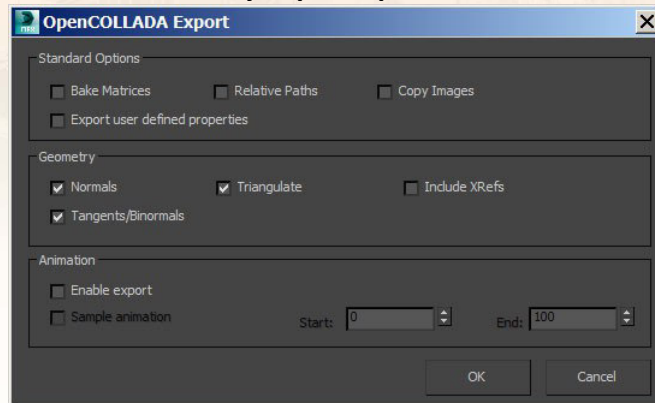 OpenCOLLADA Export
Standard Options
Bake Matrices Relative Paths Copy Images
Export user defined properties
Geometry
Normals Triangulate Include XRefs
Tangents/Binormals
Animation
Enable export
Sample animation Start: 0 End: 100
OK Cancel